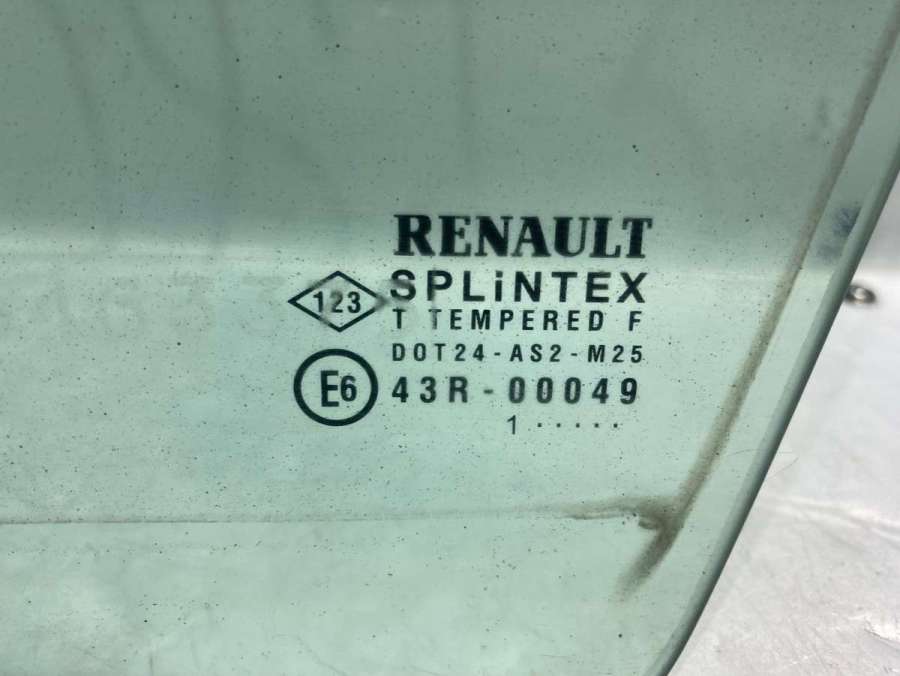 RENAULT
SPLiNTEX
123
T TEMPERED F
DOT24-AS2-M25
E6
43R-00049
1 .....